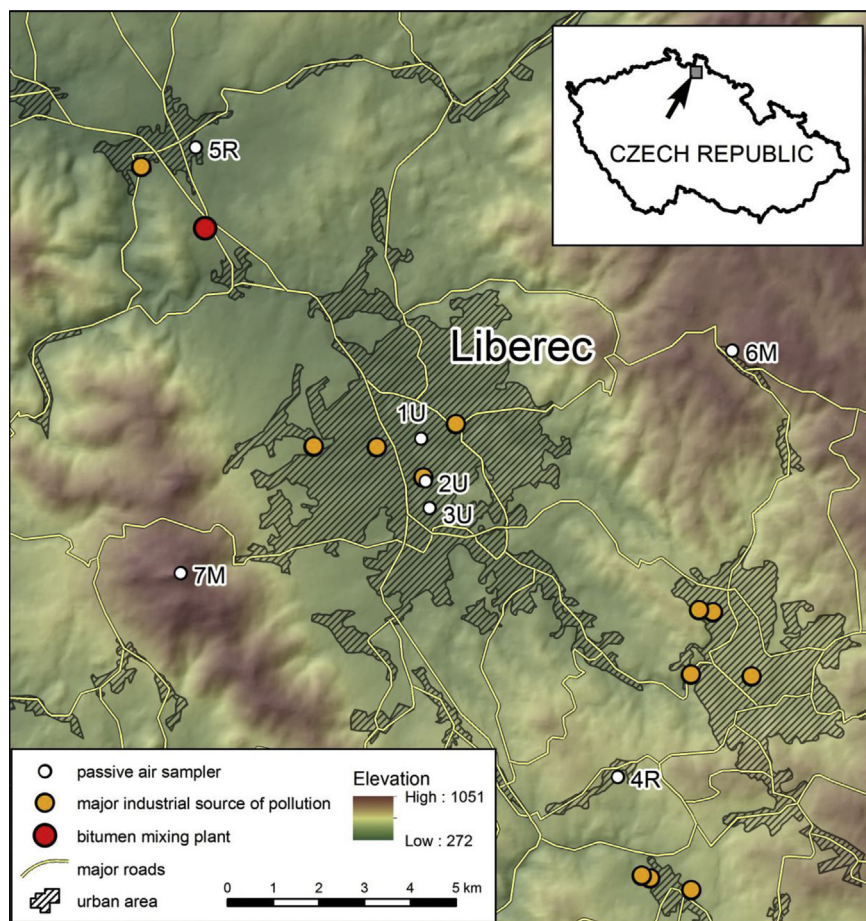 CZECH REPUBLIC
5R
Liberec
6M
1U
2U
3U
7M
4R
passive air sampler
major industrial source of pollution
bitumen mixing plant
major roads
urban area
Elevation
High : 1051
Low : 272
0 1 2 3 4 5 km